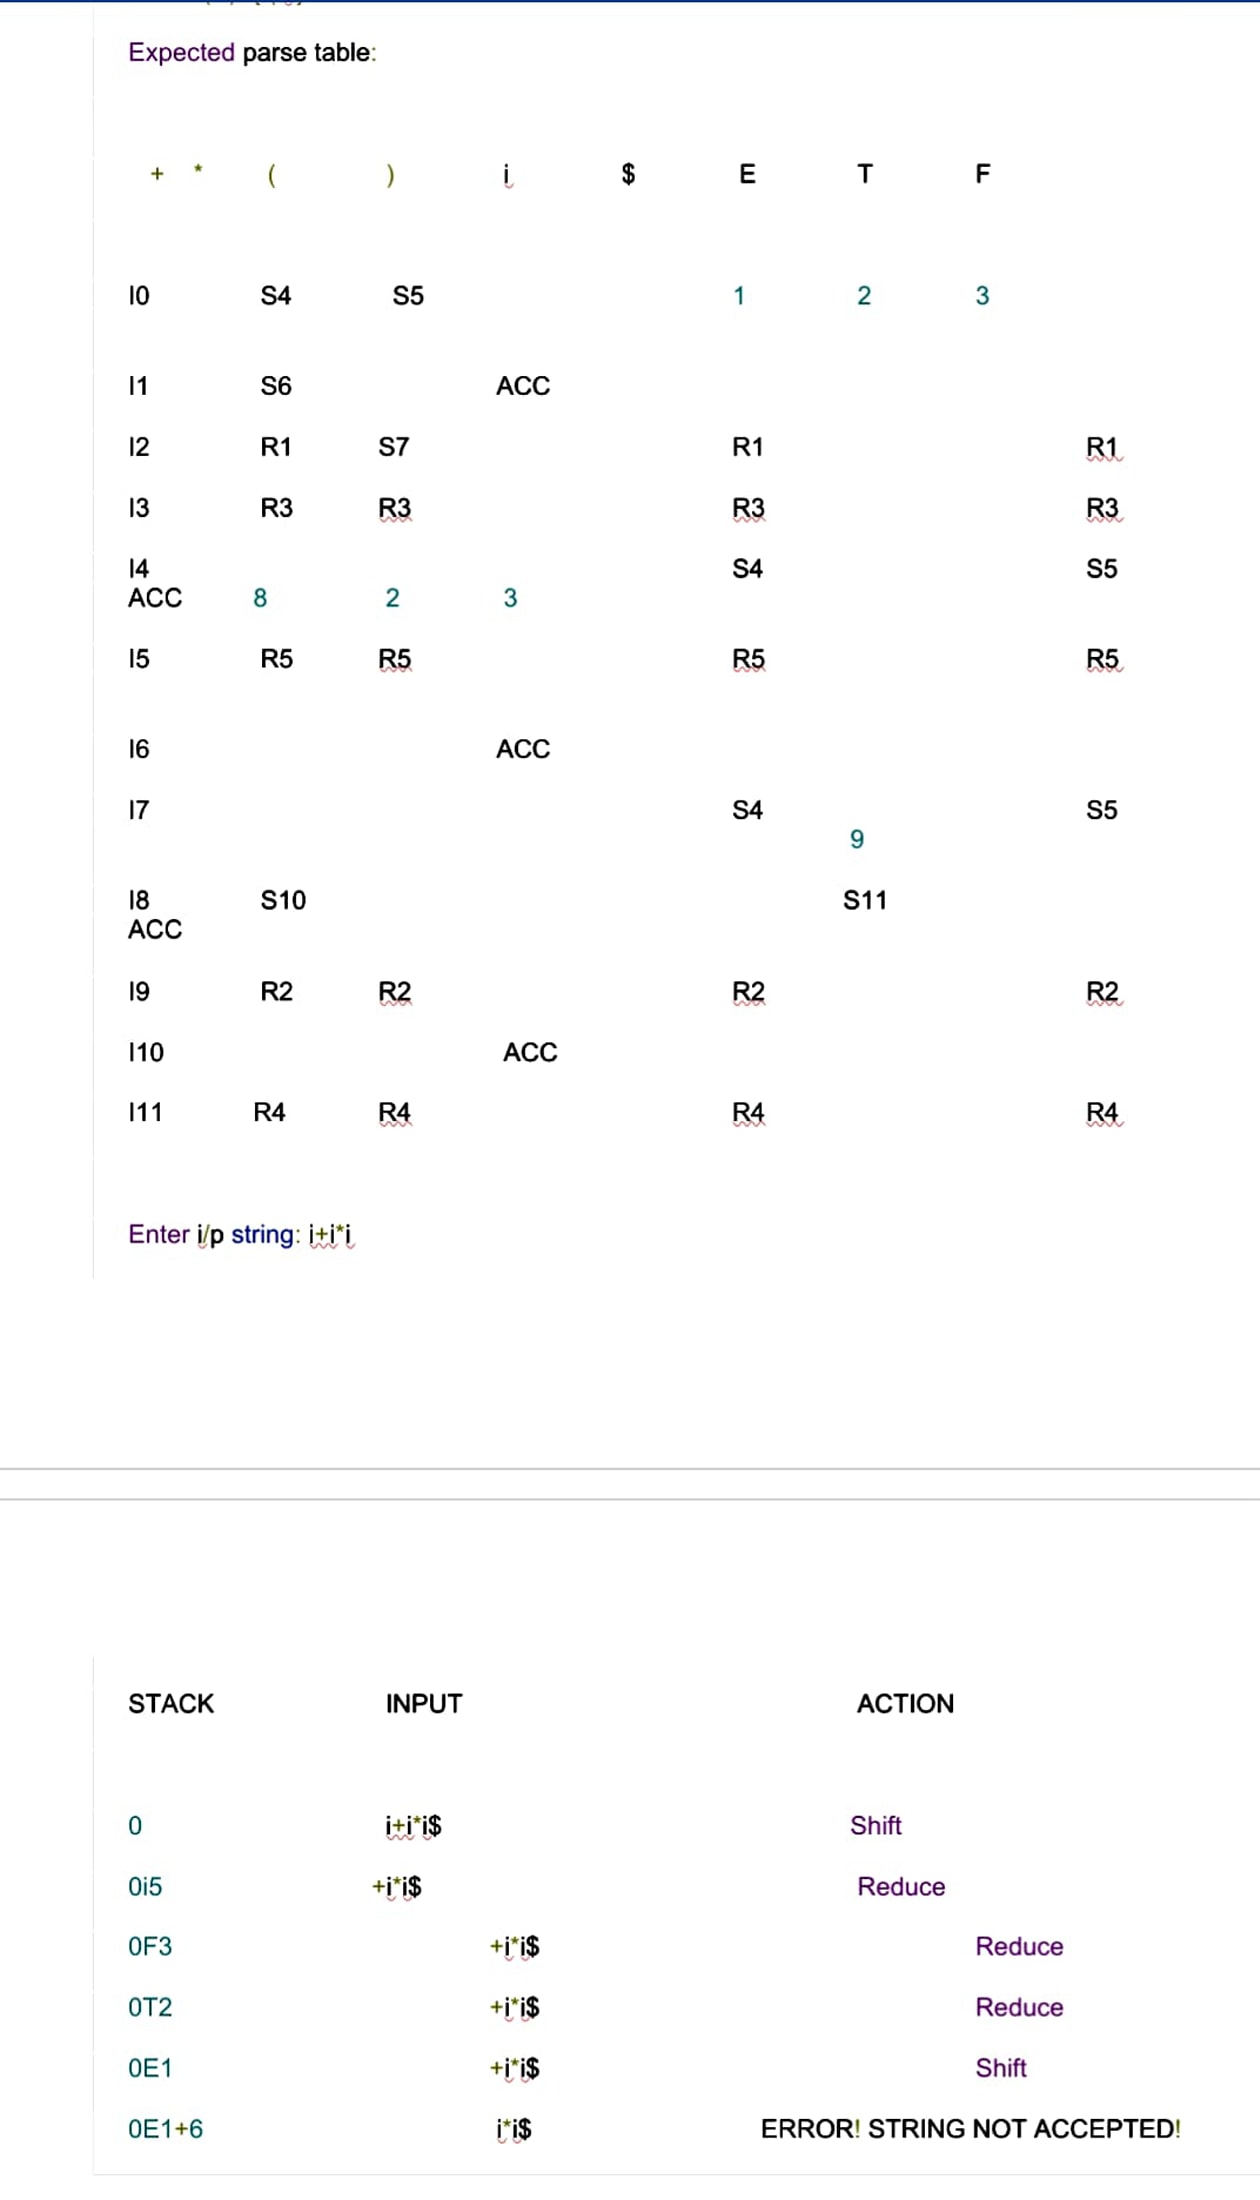 Expected parse table:
+ * ( ) i $ E T F
I0 S4 S5 1 2 3
I1 S6 ACC
I2 R1 S7 R1 R1
I3 R3 R3 R3 R3
I4 S4 S5
ACC 8 2 3
I5 R5 R5 R5 R5
I6 ACC
I7 S4 S5
9
I8 S10 S11
ACC
I9 R2 R2 R2 R2
I10 ACC
I11 R4 R4 R4 R4
Enter i/p string: i+i*i
STACK INPUT ACTION
0 i+i*i$ Shift
0i5 +i*i$ Reduce
0F3 +i*i$ Reduce
0T2 +i*i$ Reduce
0E1 +i*i$ Shift
0E1+6 i*i$ ERROR! STRING NOT ACCEPTED!